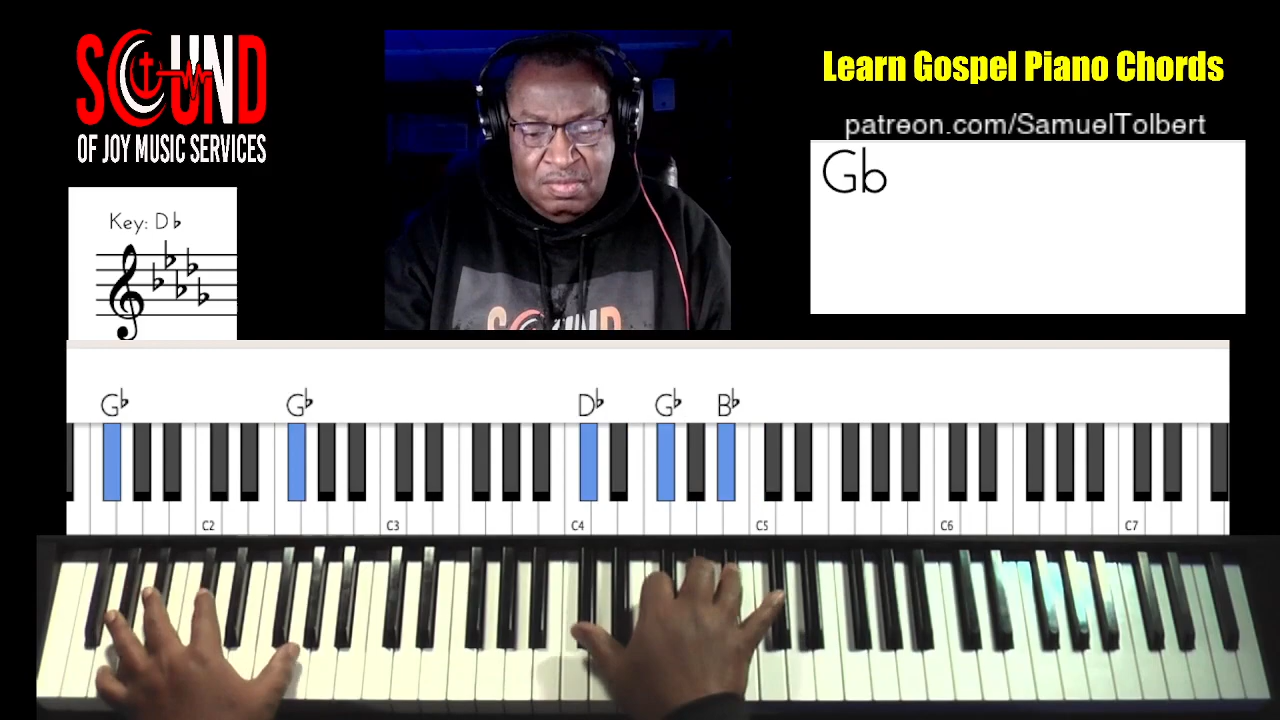 SOUND
OF JOY MUSIC SERVICES
Learn Gospel Piano Chords
patreon.com/SamuelTolbert
Gb
Key: D♭
SOUND
G♭ G♭ D♭ G♭ B♭
C2 C3 C4 C5 C6 C7